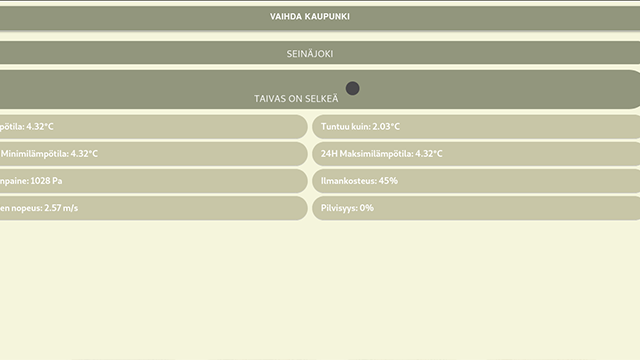 VAIHDA KAUPUNKI
SEINÄJOKI
TAIVAS ON SELKEÄ
pötila: 4.32°C
Tuntuu kuin: 2.03°C
Minimilämpötila: 4.32°C
24H Maksimilämpötila: 4.32°C
npaine: 1028 Pa
Ilmankosteus: 45%
en nopeus: 2.57 m/s
Pilvisyys: 0%